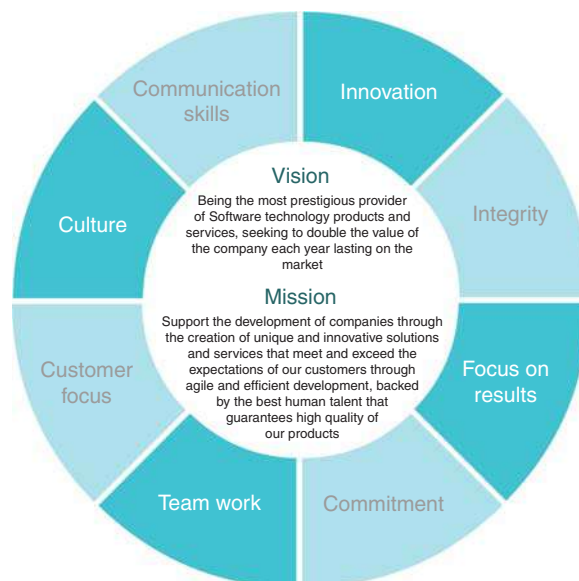 Communication
skills
Innovation
Culture
Integrity
Vision
Being the most prestigious provider
of Software technology products and
services, seeking to double the value of
the company each year lasting on the
market
Mission
Support the development of companies through
the creation of unique and innovative solutions
and services that meet and exceed the
expectations of our customers through
agile and efficient development, backed
by the best human talent that
guarantees high quality of
our products
Customer
focus
Focus on
results
Team work
Commitment